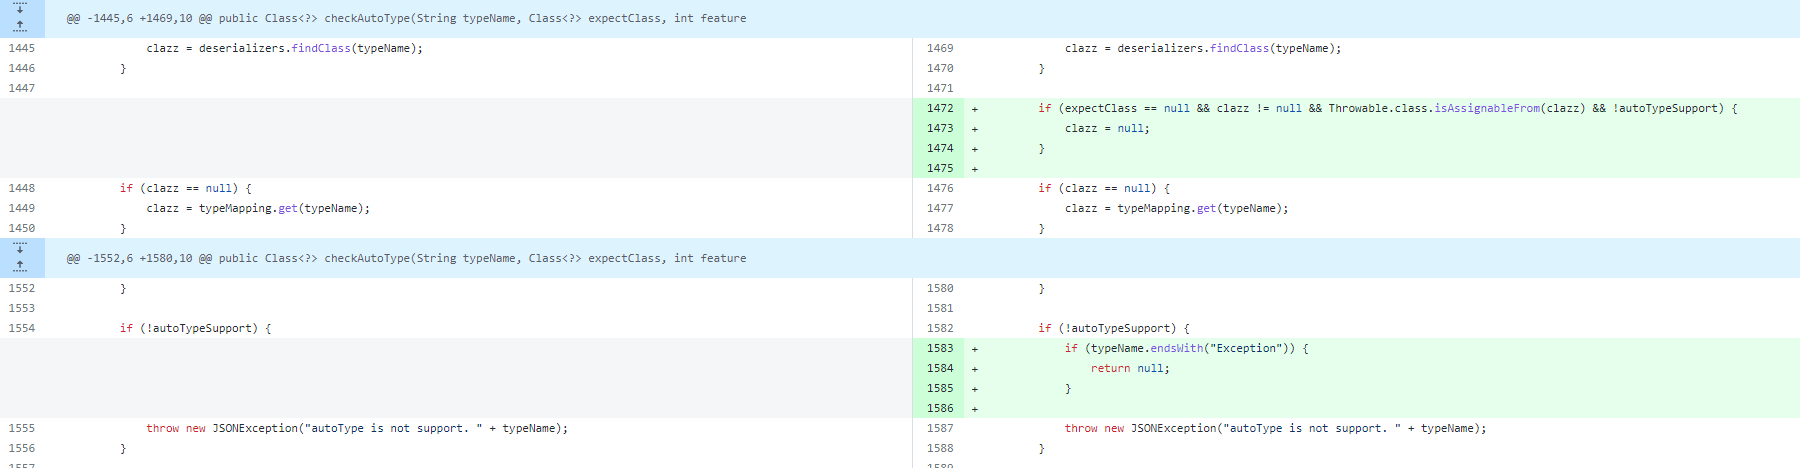 @@ -1445,6 +1469,10 @@ public Class<?> checkAutoType(String typeName, Class<?> expectClass, int feature
1445 clazz = deserializers.findClass(typeName); 1469 clazz = deserializers.findClass(typeName);
1446 } 1470 }
1447 1471
1472 + if (expectClass == null && clazz != null && Throwable.class.isAssignableFrom(clazz) && !autoTypeSupport) {
1473 + clazz = null;
1474 + }
1475 +
1448 if (clazz == null) { 1476 if (clazz == null) {
1449 clazz = typeMapping.get(typeName); 1477 clazz = typeMapping.get(typeName);
1450 } 1478 }
@@ -1552,6 +1580,10 @@ public Class<?> checkAutoType(String typeName, Class<?> expectClass, int feature
1552 } 1580 }
1553 1581
1554 if (!autoTypeSupport) { 1582 if (!autoTypeSupport) {
1583 + if (typeName.endsWith("Exception")) {
1584 + return null;
1585 + }
1586 +
1555 throw new JSONException("autoType is not support. " + typeName); 1587 throw new JSONException("autoType is not support. " + typeName);
1556 } 1588 }
1557 1589